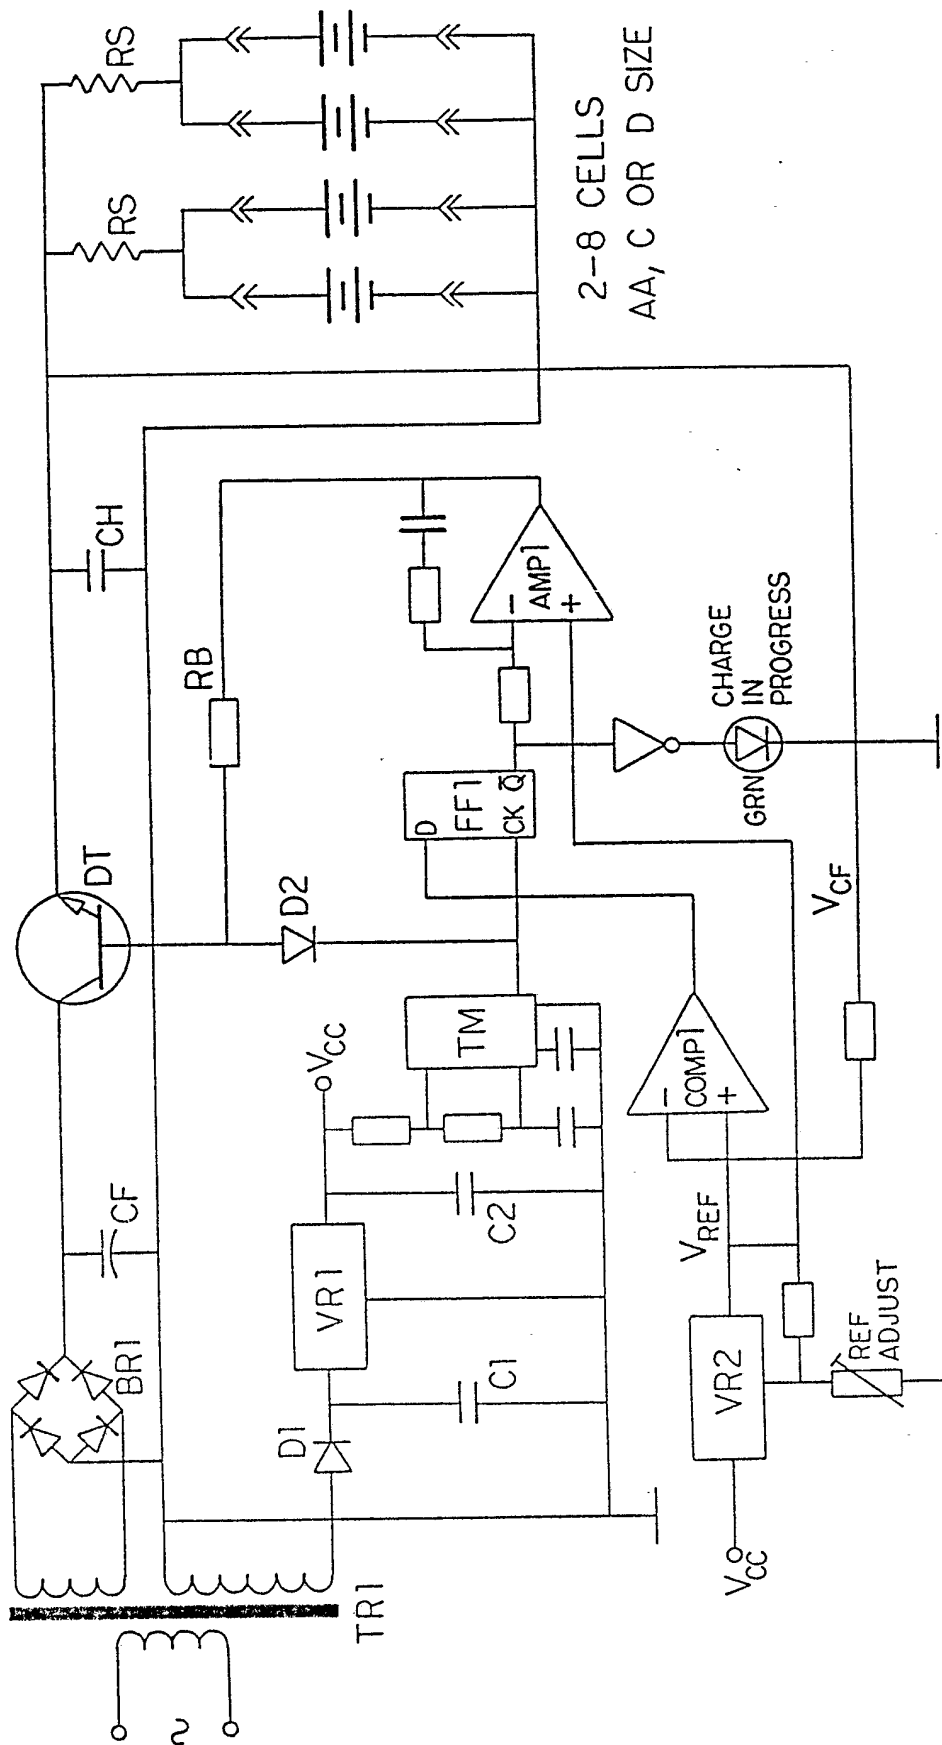 ~
TR1
BR1
CF
DT
CH
RS
RS
2-8 CELLS
AA, C OR D SIZE
RB
D2
D1
VR1
C1
C2
VCC
TM
D
FF1
CK Q̅
−
AMP1
+
CHARGE
IN
PROGRESS
GRN
VCF
−
COMP1
+
VREF
VCC
VR2
REF
ADJUST